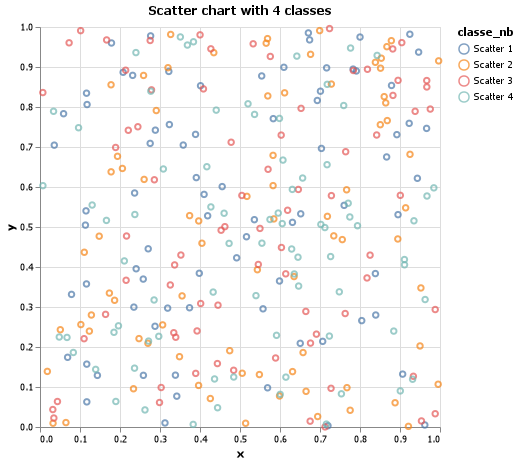 Scatter chart with 4 classes
classe_nb
Scatter 1
Scatter 2
Scatter 3
Scatter 4
y
1.0
0.9
0.8
0.7
0.6
0.5
0.4
0.3
0.2
0.1
0.0
0.0 0.1 0.2 0.3 0.4 0.5 0.6 0.7 0.8 0.9 1.0
x